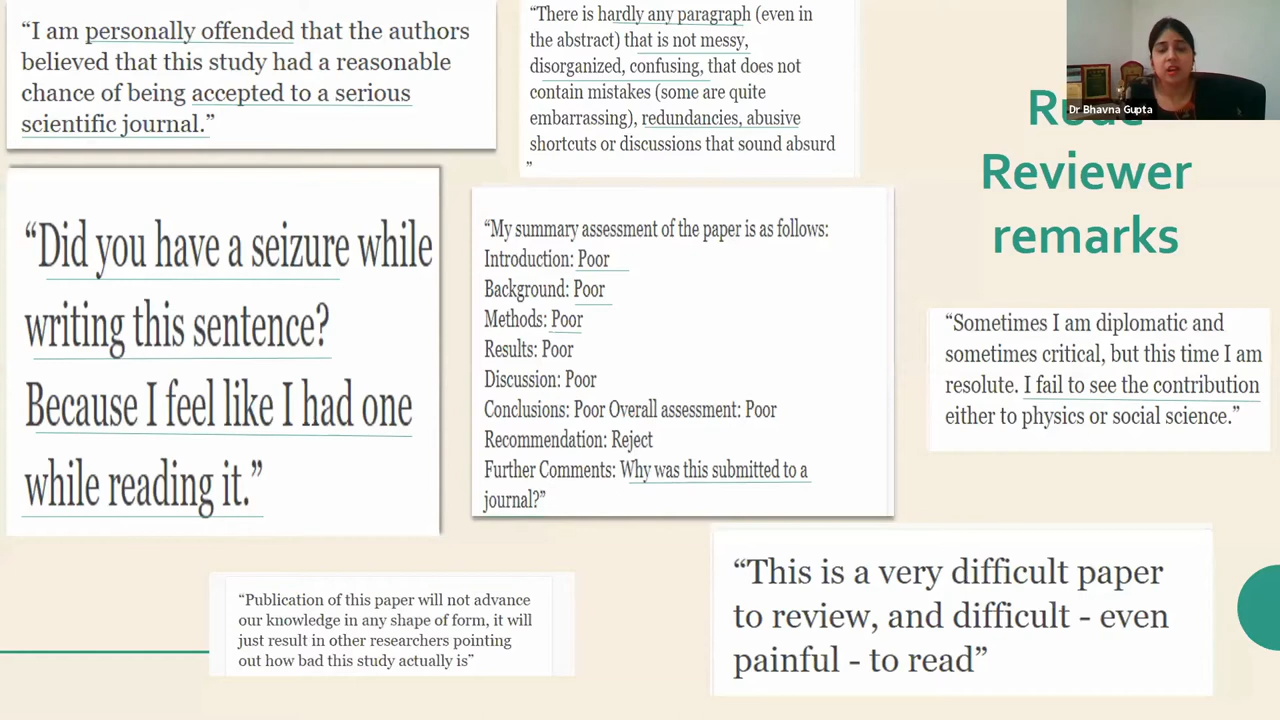 “I am personally offended that the authors
believed that this study had a reasonable
chance of being accepted to a serious
scientific journal.”
“There is hardly any paragraph (even in
the abstract) that is not messy,
disorganized, confusing, that does not
contain mistakes (some are quite
embarrassing), redundancies, abusive
shortcuts or discussions that sound absurd
”
Dr Bhavna Gupta
Reviewer
remarks
“Did you have a seizure while
writing this sentence?
Because I feel like I had one
while reading it.”
“My summary assessment of the paper is as follows:
Introduction: Poor
Background: Poor
Methods: Poor
Results: Poor
Discussion: Poor
Conclusions: Poor Overall assessment: Poor
Recommendation: Reject
Further Comments: Why was this submitted to a
journal?”
“Sometimes I am diplomatic and
sometimes critical, but this time I am
resolute. I fail to see the contribution
either to physics or social science.”
“Publication of this paper will not advance
our knowledge in any shape of form, it will
just result in other researchers pointing
out how bad this study actually is”
“This is a very difficult paper
to review, and difficult - even
painful - to read”